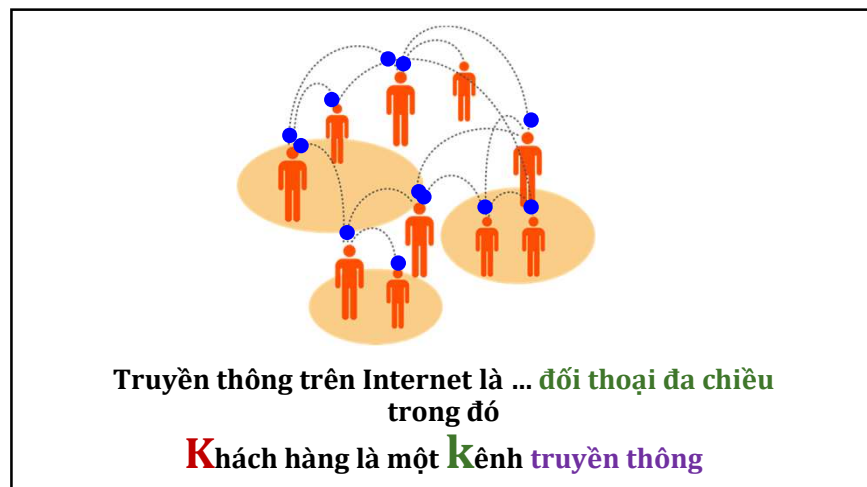 Truyền thông trên Internet là ... đối thoại đa chiều
trong đó
Khách hàng là một kênh truyền thông